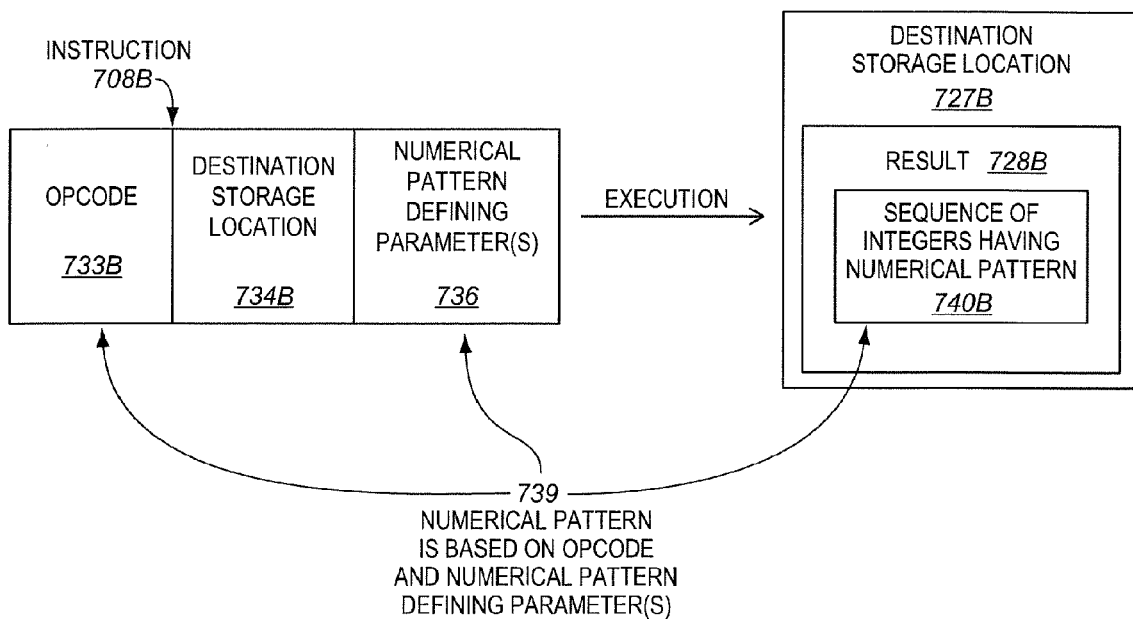 INSTRUCTION
708B
OPCODE
733B
DESTINATION
STORAGE
LOCATION
734B
NUMERICAL
PATTERN
DEFINING
PARAMETER(S)
736
EXECUTION
DESTINATION
STORAGE LOCATION
727B
RESULT 728B
SEQUENCE OF
INTEGERS HAVING
NUMERICAL PATTERN
740B
739
NUMERICAL PATTERN
IS BASED ON OPCODE
AND NUMERICAL PATTERN
DEFINING PARAMETER(S)